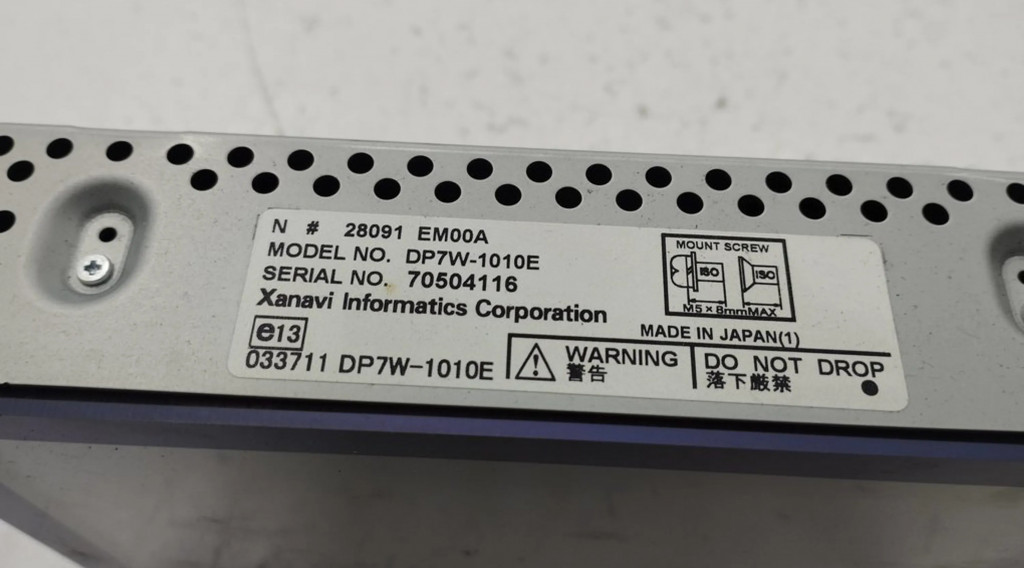 N # 28091 EM00A
MODEL NO. DP7W-1010E
SERIAL NO. 70504116
Xanavi Informatics Corporation
MOUNT SCREW
ISO ISO
M5×8mmMAX
MADE IN JAPAN(1)
e13
033711 DP7W-1010E
WARNING
警告
DO NOT DROP
落下厳禁